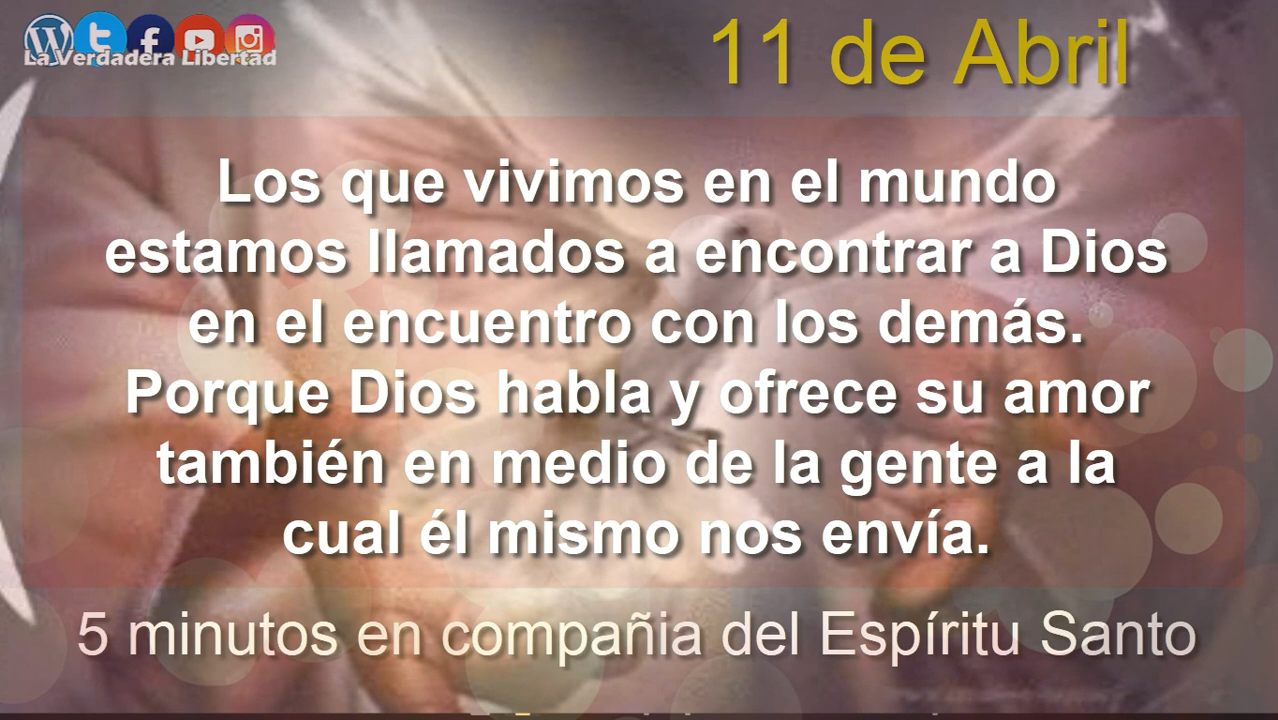 La Verdadera Libertad
11 de Abril
Los que vivimos en el mundo
estamos llamados a encontrar a Dios
en el encuentro con los demás.
Porque Dios habla y ofrece su amor
también en medio de la gente a la
cual él mismo nos envía.
5 minutos en compañia del Espíritu Santo